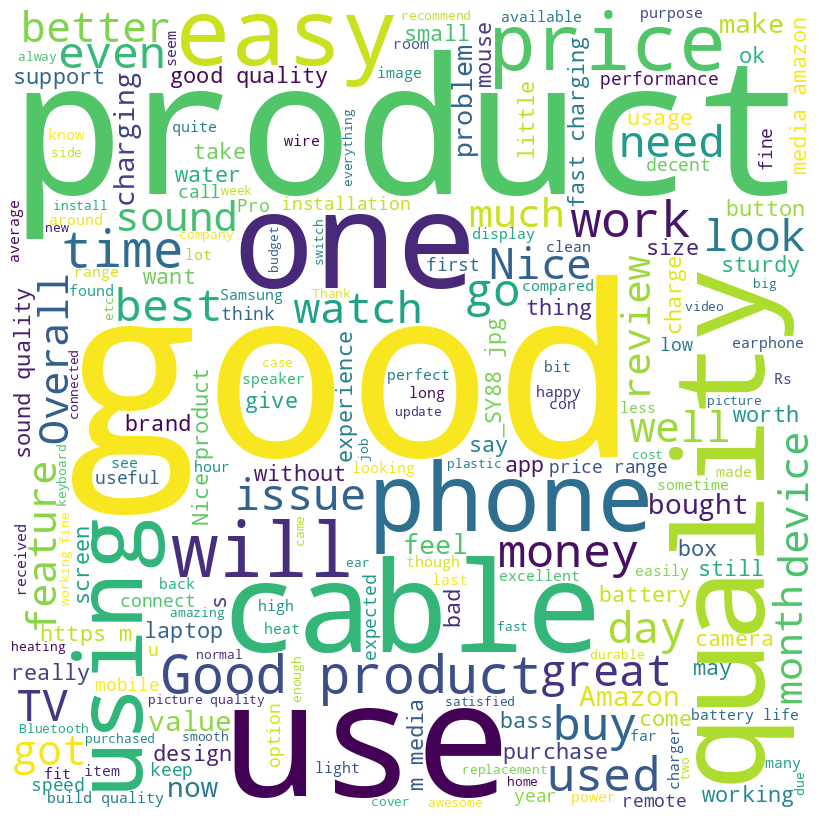 better
easy
price
recommend
available
purpose
make
alway
seem
even
small
room
ok
support
good quality
image
problem
mouse
performance
media amazon
product
charging
know
side
quite
take
wire
everything
little
fast charging
usage
need
decent
fine
water
call
week
Pro
installation
install
around
sound
one
much
work
button
average
new
company
lot
budget
switch
display
clean
size
look
time
range
want
first
Nice
found
etc
best
Samsung
think
Thank
watch
go
compared
thing
review
charge
sturdy
big
video
sound quality
Overall
connected
good
case
speaker
perfect
bit
give
long
happy
update
con
experience
_SY88 jpg
low
earphone
less
Rs
picture
quality
brand
job
say
well
worth
cost
made
feature
keyboard
see
useful
hour
Nice product
without
looking
plastic
app
price range
sometime
issue
phone
bought
device
month
received
working fine
screen
using
will
came
money
feel
box
still
easily
back
connect
amazing
s
ear
though
last
excellent
bad
battery
day
https m
laptop
u
high
heat
cable
expected
fast
camera
heating
really
normal
Good product
great
durable
may
TV
mobile
picture quality
enough
satisfied
Amazon
come
battery life
Bluetooth
purchased
smooth
value
option
use
m media
bass
buy
far
many
got
design
purchase
charger
two
due
fit
item
keep
light
replacement
home
used
speed
build quality
now
cover
awesome
year
power
remote
working